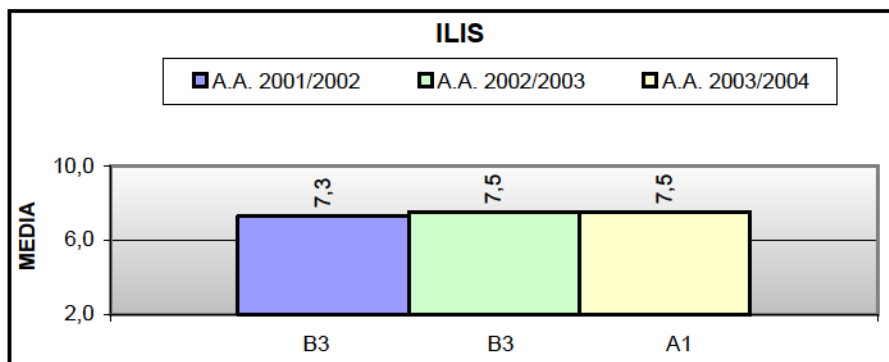 ILIS
A.A. 2001/2002 A.A. 2002/2003 A.A. 2003/2004
MEDIA
10,0
6,0
2,0
7,3 7,5 7,5
B3 B3 A1